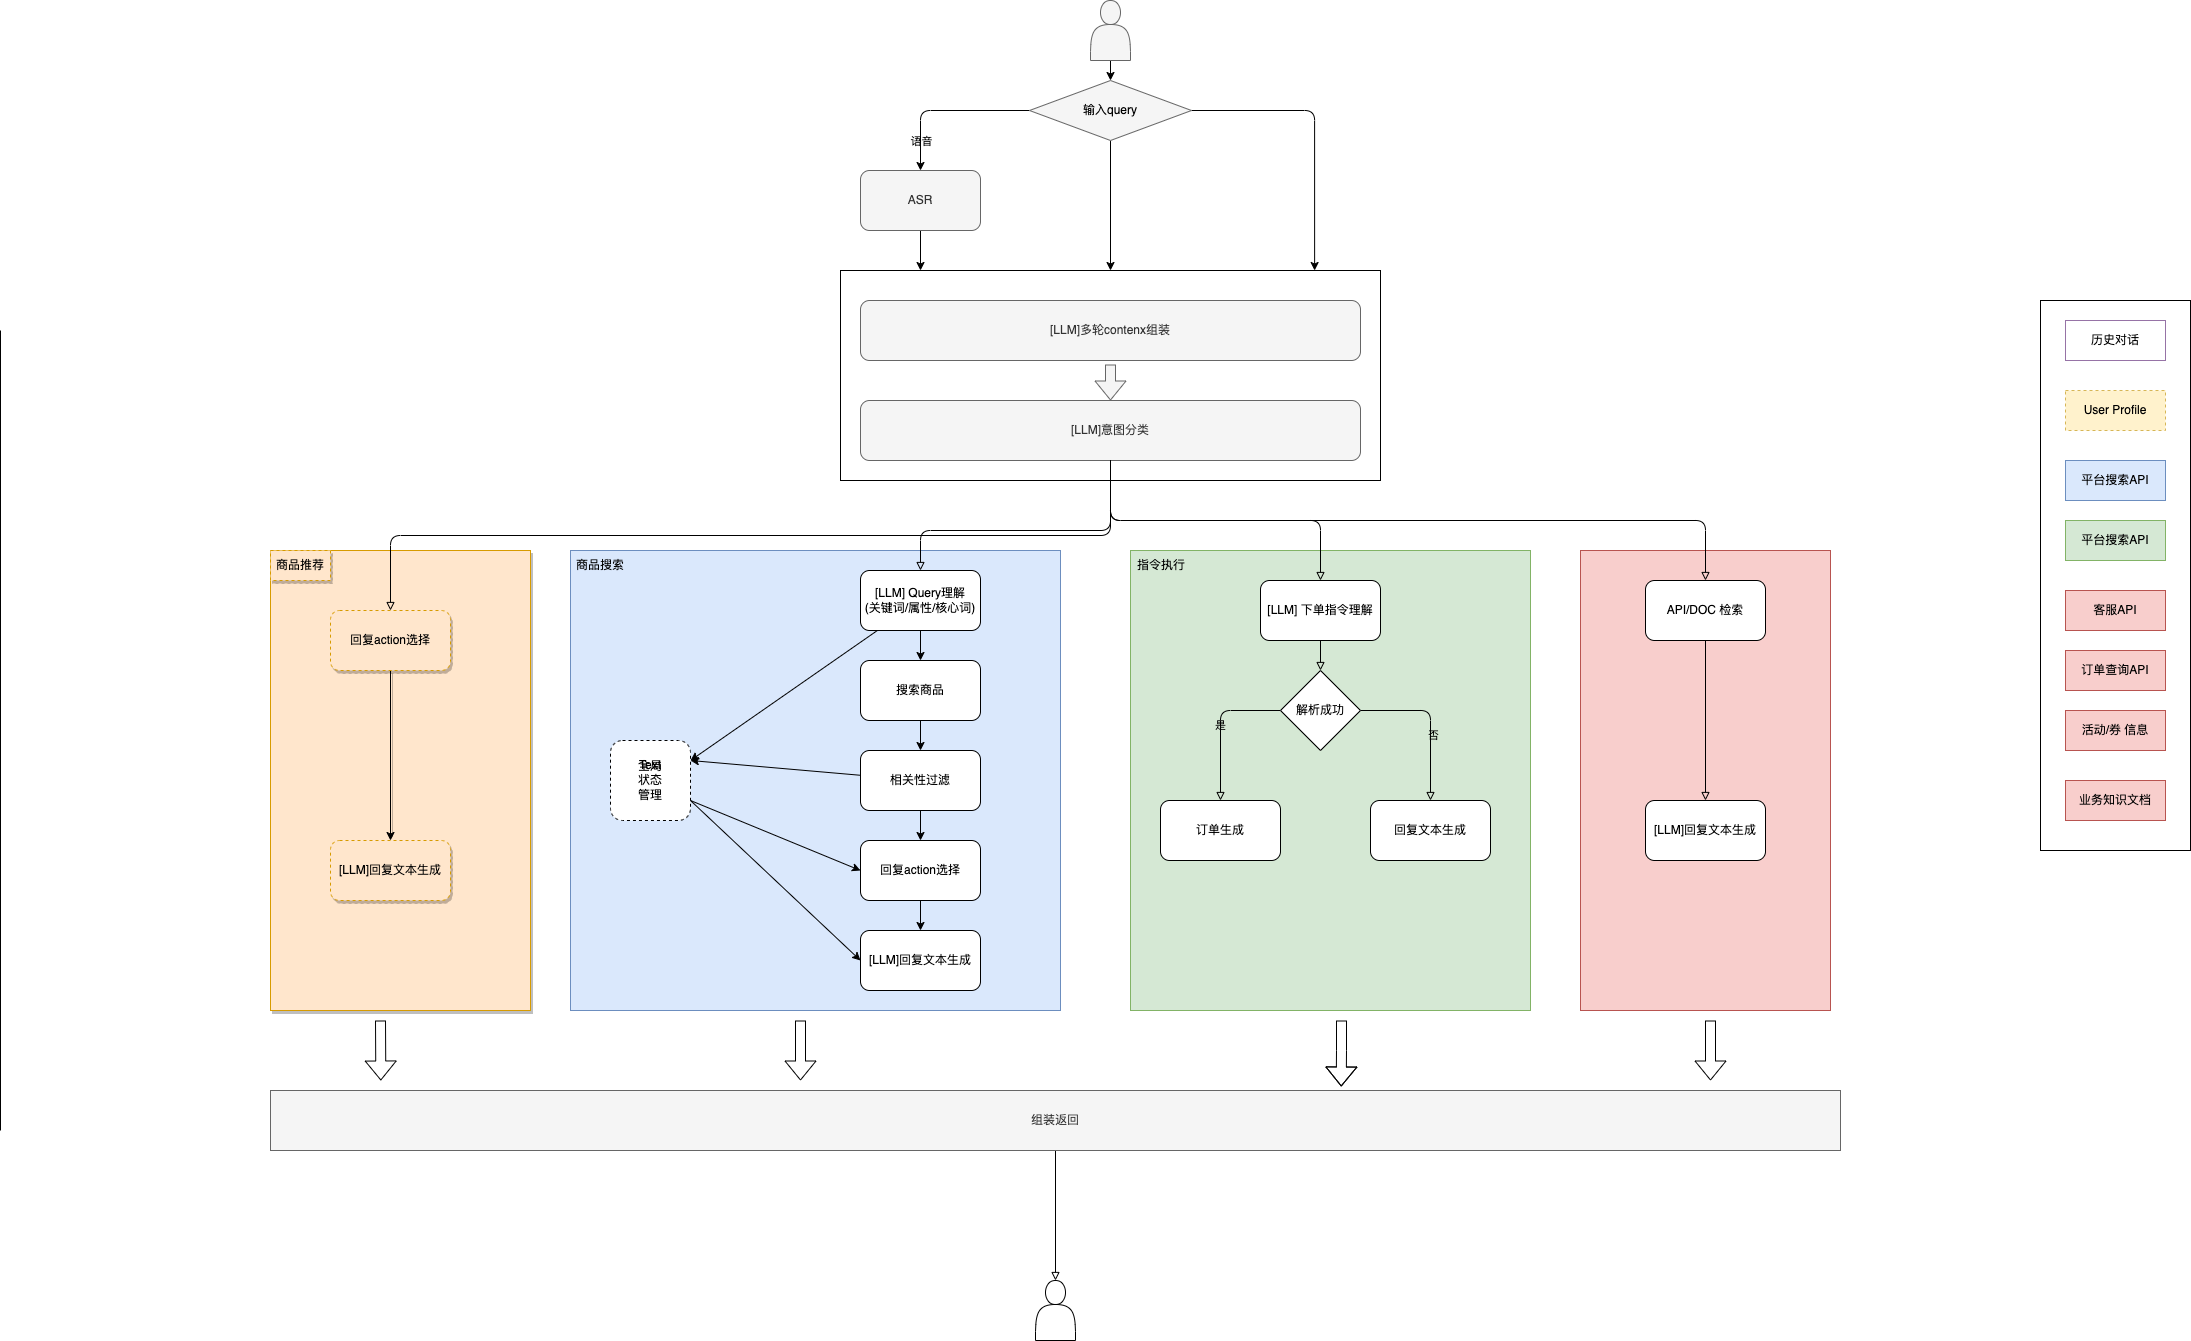 输入query
语音
ASR
[LLM]多轮contenx组装
[LLM]意图分类
商品推荐
回复action选择
[LLM]回复文本生成
商品搜索
[LLM] Query理解
(关键词/属性/核心词)
搜索商品
相关性过滤
回复action选择
[LLM]回复文本生成
Text
状态
管理
指令执行
[LLM] 下单指令理解
解析成功
是
否
订单生成
回复文本生成
API/DOC 检索
[LLM]回复文本生成
组装返回
历史对话
User Profile
平台搜索API
平台搜索API
客服API
订单查询API
活动/券 信息
业务知识文档